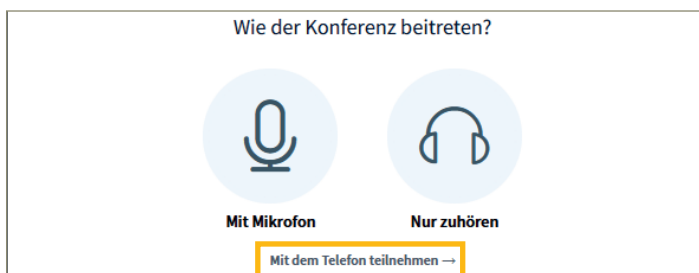 Wie der Konferenz beitreten?
Mit Mikrofon
Nur zuhören
Mit dem Telefon teilnehmen →